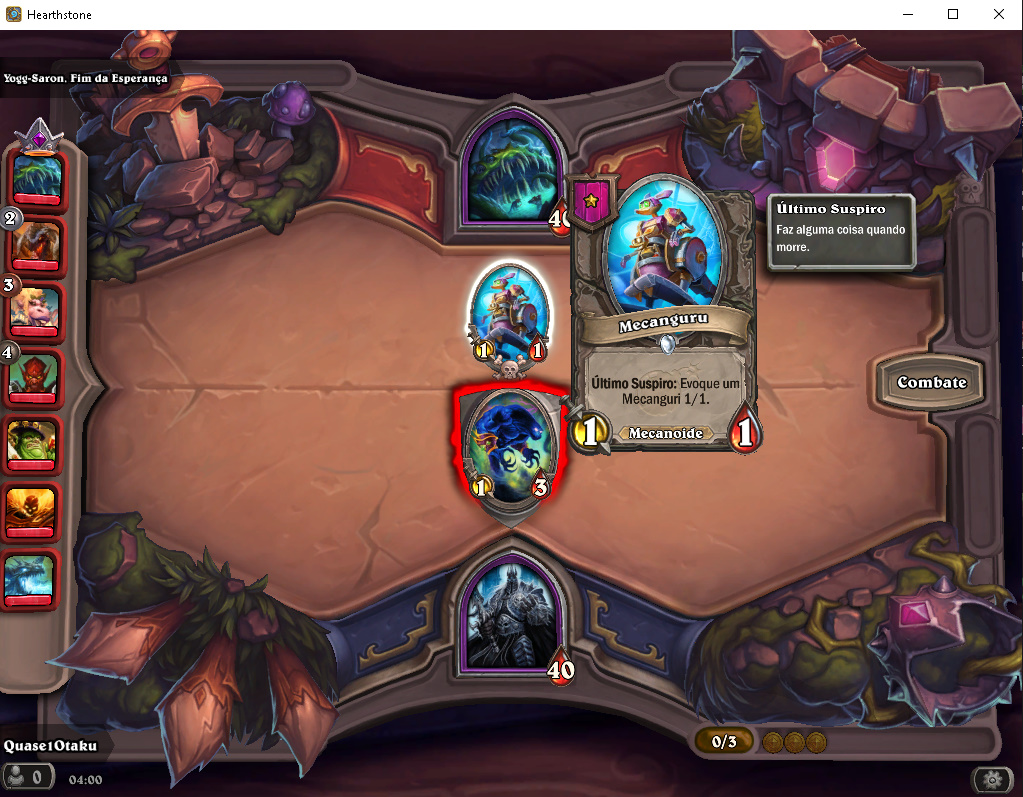 Hearthstone
Yogg-Saron, Fim da Esperança
2
3
4
40
1
1
Mecanguru
Último Suspiro: Evoque um
Mecanguri 1/1.
1
Mecanoide
1
Último Suspiro
Faz alguma coisa quando
morre.
Combate
1
3
40
0/3
Quase1Otaku
0
04:00